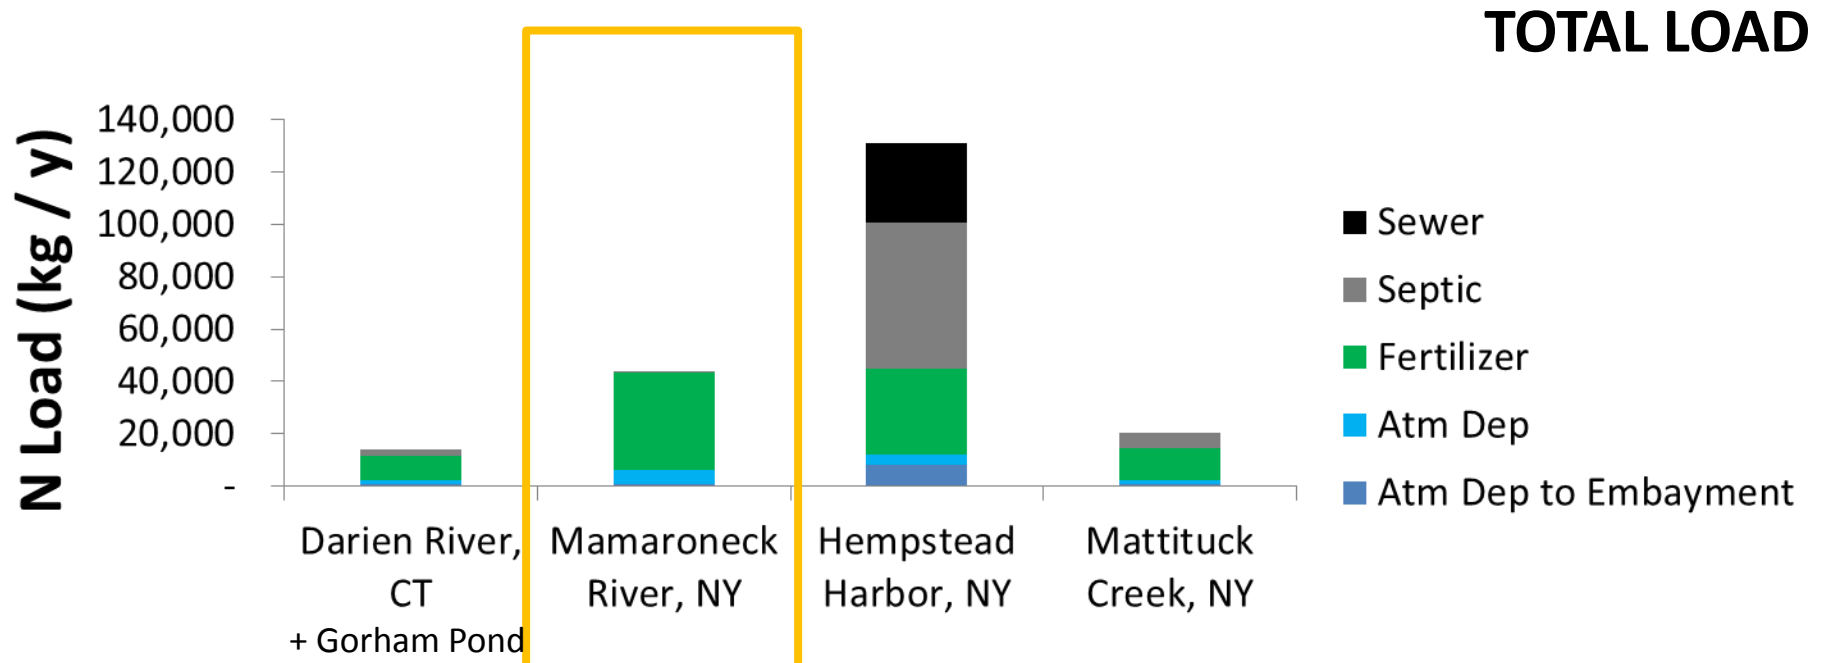 TOTAL LOAD
N Load (kg / y)
140,000
120,000
100,000
80,000
60,000
40,000
20,000
-
Darien River,
CT
+ Gorham Pond
Mamaroneck
River, NY
Hempstead
Harbor, NY
Mattituck
Creek, NY
Sewer
Septic
Fertilizer
Atm Dep
Atm Dep to Embayment